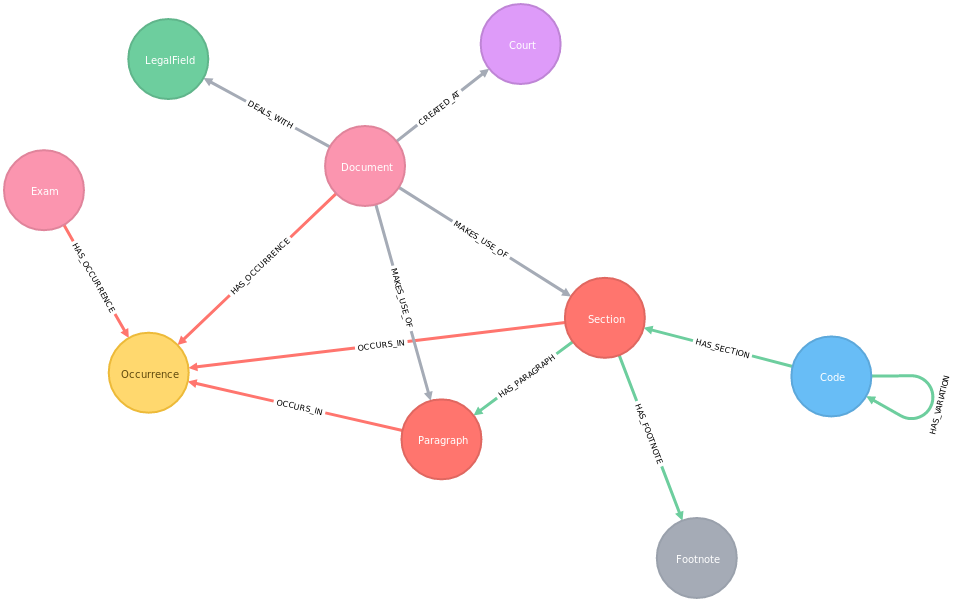 Court
LegalField
CREATED_AT
DEALS_WITH
Document
Exam
MAKES_USE_OF
HAS_OCCURRENCE
HAS_OCCURRENCE
MAKES_USE_OF
Section
OCCURS_IN
HAS_SECTION
Occurrence
HAS_PARAGRAPH
Code
HAS_VARIATION
OCCURS_IN
HAS_FOOTNOTE
Paragraph
Footnote